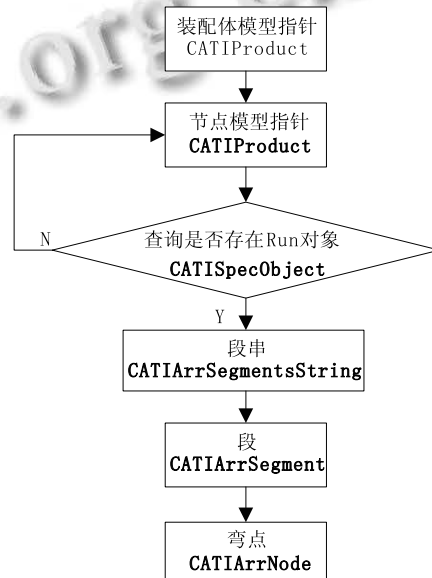 .org
装配体模型指针
CATIProduct
节点模型指针
CATIProduct
查询是否存在Run对象
CATISpecObject
N
Y
段串
CATIArrSegmentsString
段
CATIArrSegment
弯点
CATIArrNode